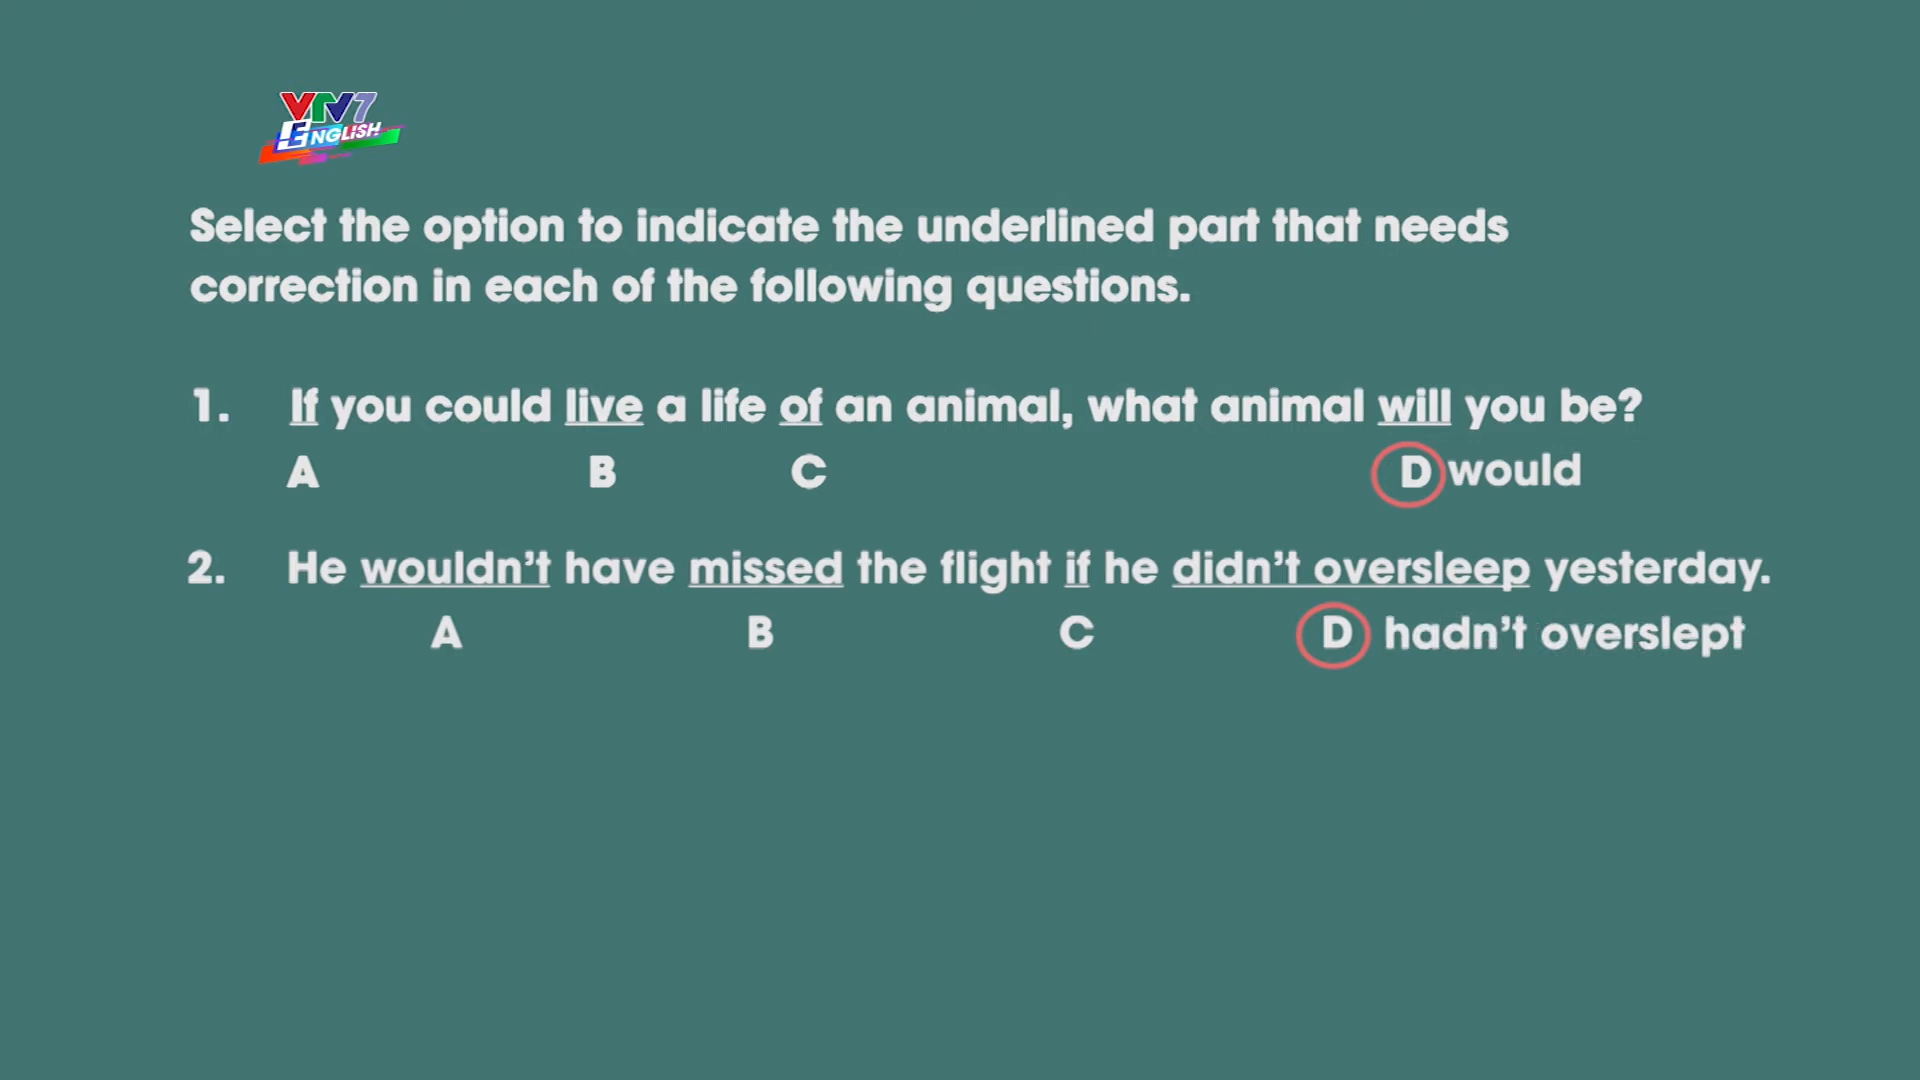 VTV7
ENGLISH
Select the option to indicate the underlined part that needs
correction in each of the following questions.
1. If you could live a life of an animal, what animal will you be?
A B C D would
2. He wouldn't have missed the flight if he didn't oversleep yesterday.
A B C D hadn't overslept